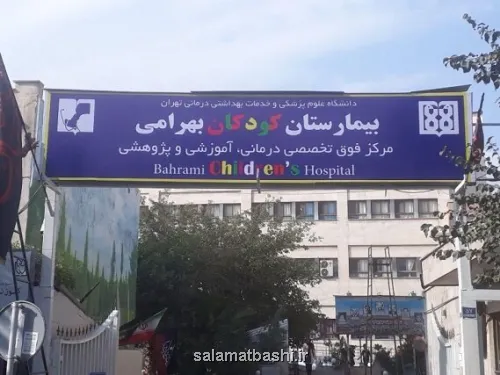 دانشگاه علوم پزشکی و خدمات بهداشتی درمانی تهران
بیمارستان کودکان بهرامی
مرکز فوق تخصصی درمانی، آموزشی و پژوهشی
Bahrami Children's Hospital
salamatbashi.ir